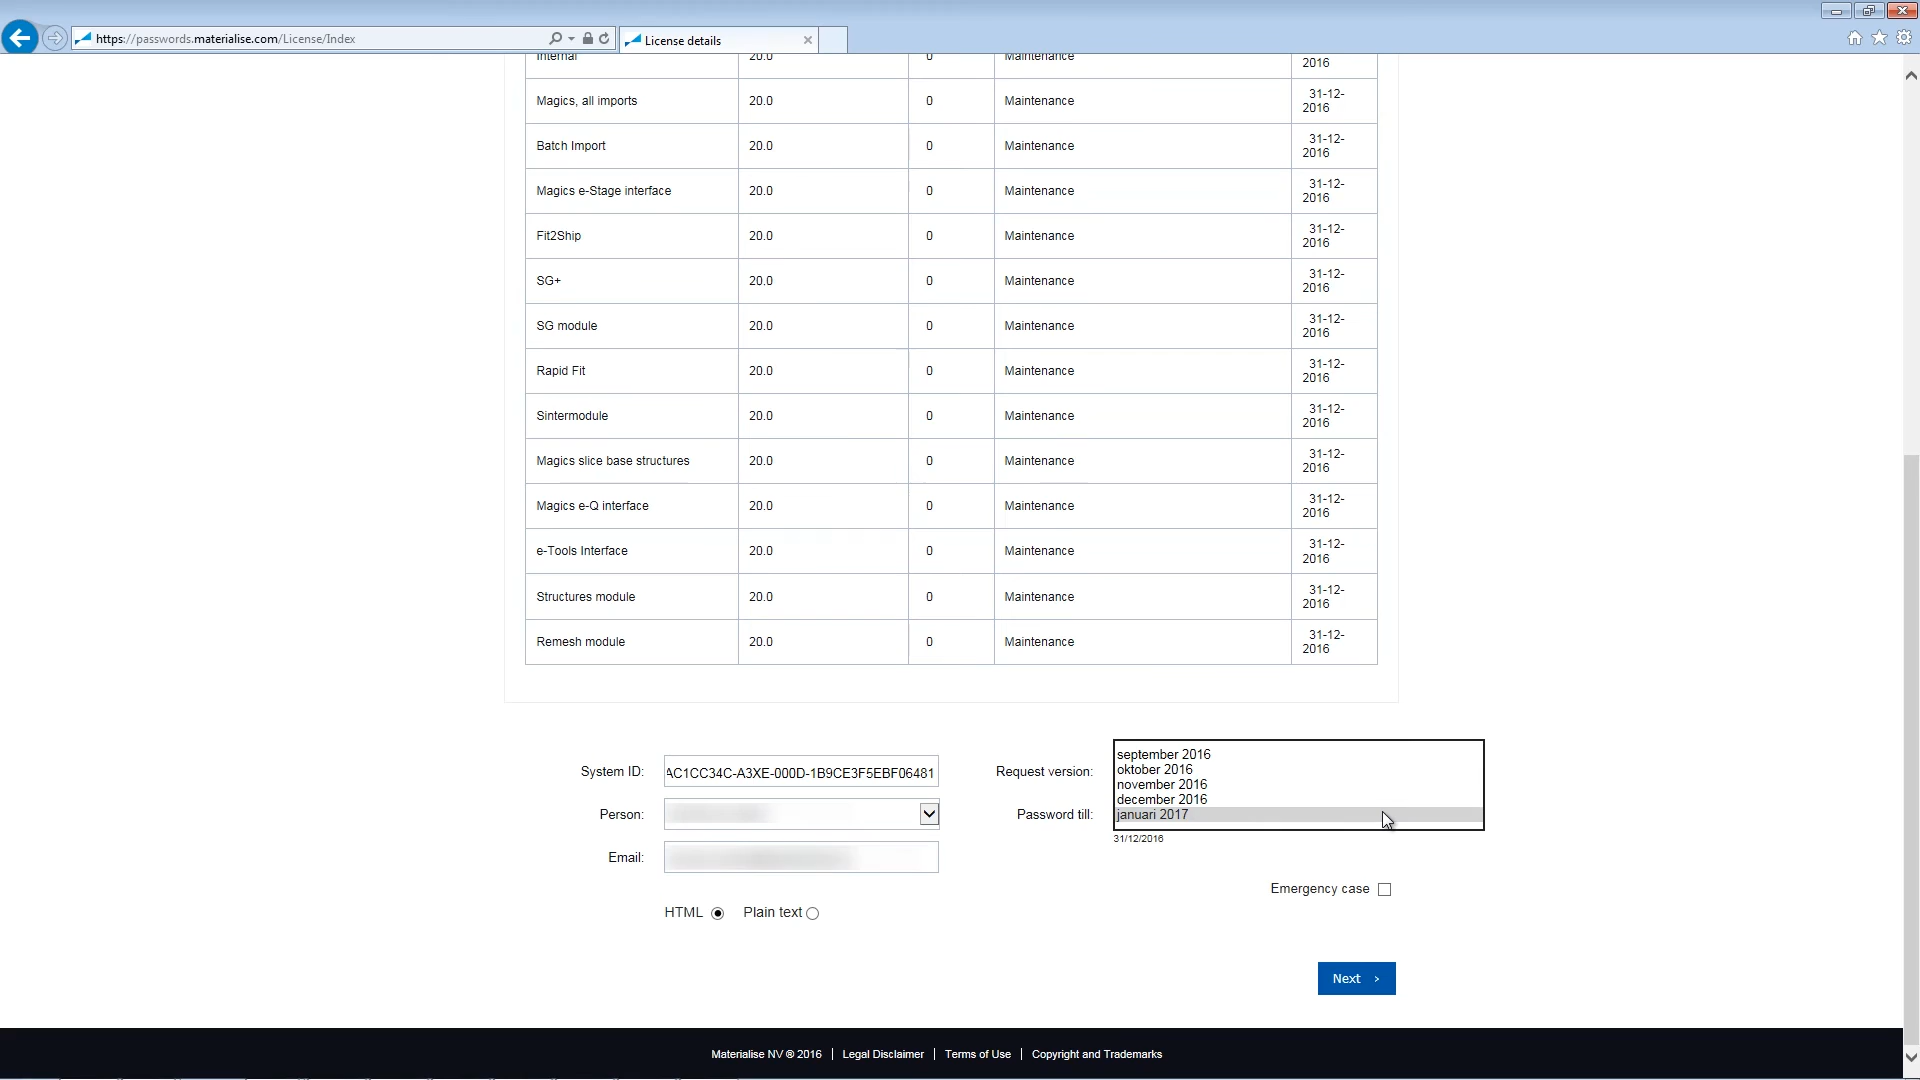 https://passwords.materialise.com/License/Index
License details
Internal 20.0 0 Maintenance 2016
Magics, all imports 20.0 0 Maintenance 31-12-
2016
Batch Import 20.0 0 Maintenance 31-12-
2016
Magics e-Stage interface 20.0 0 Maintenance 31-12-
2016
Fit2Ship 20.0 0 Maintenance 31-12-
2016
SG+ 20.0 0 Maintenance 31-12-
2016
SG module 20.0 0 Maintenance 31-12-
2016
Rapid Fit 20.0 0 Maintenance 31-12-
2016
Sintermodule 20.0 0 Maintenance 31-12-
2016
Magics slice base structures 20.0 0 Maintenance 31-12-
2016
Magics e-Q interface 20.0 0 Maintenance 31-12-
2016
e-Tools Interface 20.0 0 Maintenance 31-12-
2016
Structures module 20.0 0 Maintenance 31-12-
2016
Remesh module 20.0 0 Maintenance 31-12-
2016
System ID: AC1CC34C-A3XE-000D-1B9CE3F5EBF06481
Person:
Email:
HTML Plain text
Request version:
Password till:
september 2016
oktober 2016
november 2016
december 2016
januari 2017
31/12/2016
Emergency case
Next >
Materialise NV ® 2016 | Legal Disclaimer | Terms of Use | Copyright and Trademarks